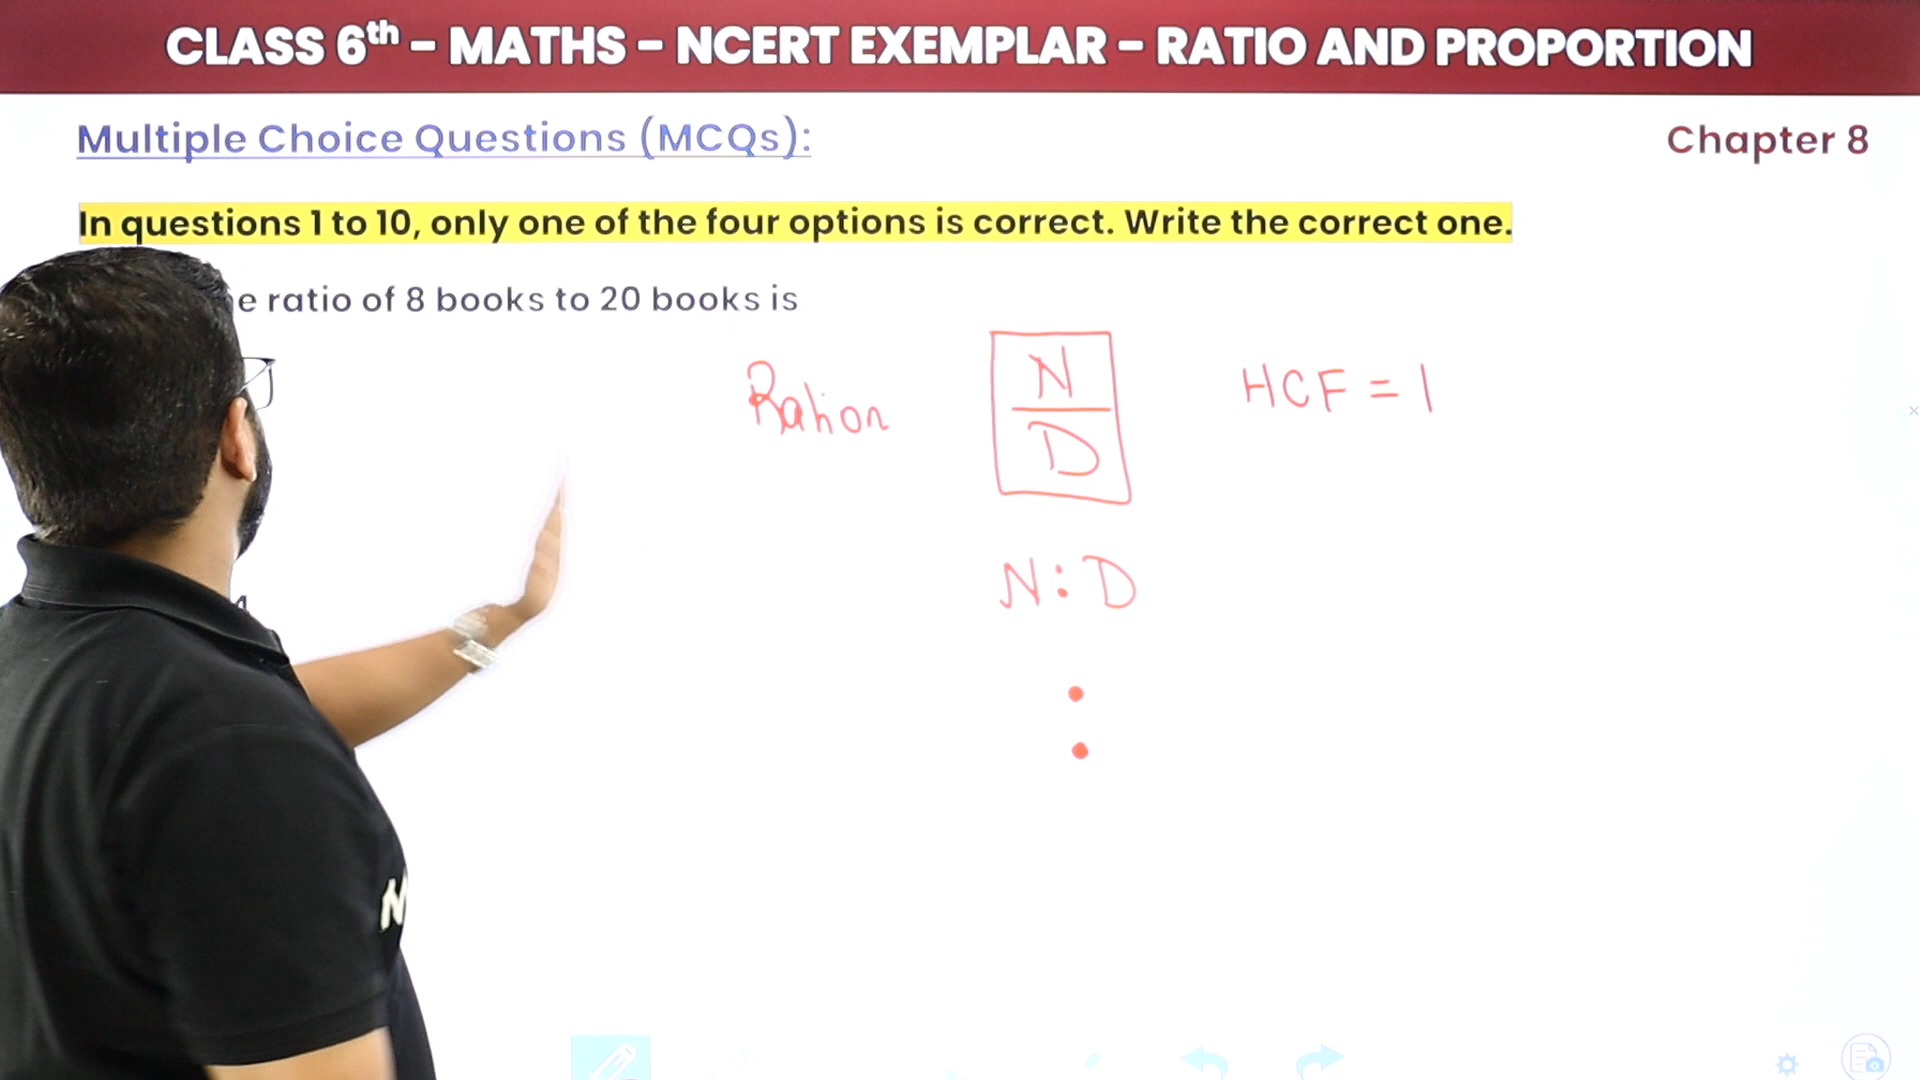 CLASS 6th – MATHS – NCERT EXEMPLAR – RATIO AND PROPORTION
Multiple Choice Questions (MCQs):
Chapter 8
In questions 1 to 10, only one of the four options is correct. Write the correct one.
e ratio of 8 books to 20 books is
Ration
N
D
HCF = 1
N : D
: